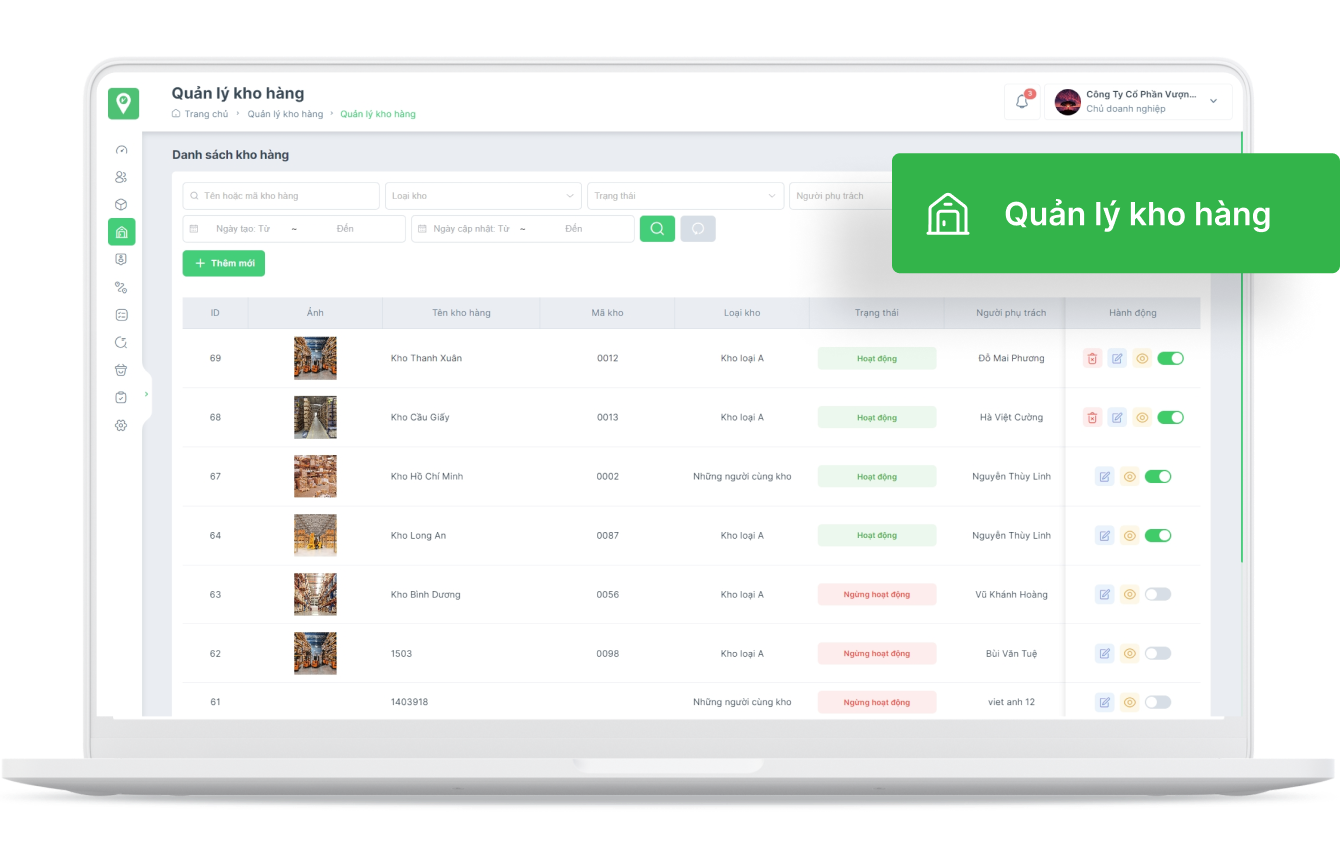 Quản lý kho hàng
Trang chủ › Quản lý kho hàng › Quản lý kho hàng
3
Công Ty Cổ Phần Vượn...
Chủ doanh nghiệp
Danh sách kho hàng
Quản lý kho hàng
Tên hoặc mã kho hàng Loại kho Trạng thái Người phụ trách
Ngày tạo: Từ ~ Đến Ngày cập nhật: Từ ~ Đến
+ Thêm mới
ID Ảnh Tên kho hàng Mã kho Loại kho Trạng thái Người phụ trách Hành động
69 Kho Thanh Xuân 0012 Kho loại A Hoạt động Đỗ Mai Phương
68 Kho Cầu Giấy 0013 Kho loại A Hoạt động Hà Việt Cường
67 Kho Hồ Chí Minh 0002 Những người cùng kho Hoạt động Nguyễn Thùy Linh
64 Kho Long An 0087 Kho loại A Hoạt động Nguyễn Thùy Linh
63 Kho Bình Dương 0056 Kho loại A Ngừng hoạt động Vũ Khánh Hoàng
62 1503 0098 Kho loại A Ngừng hoạt động Bùi Văn Tuệ
61 1403918 Những người cùng kho Ngừng hoạt động viet anh 12